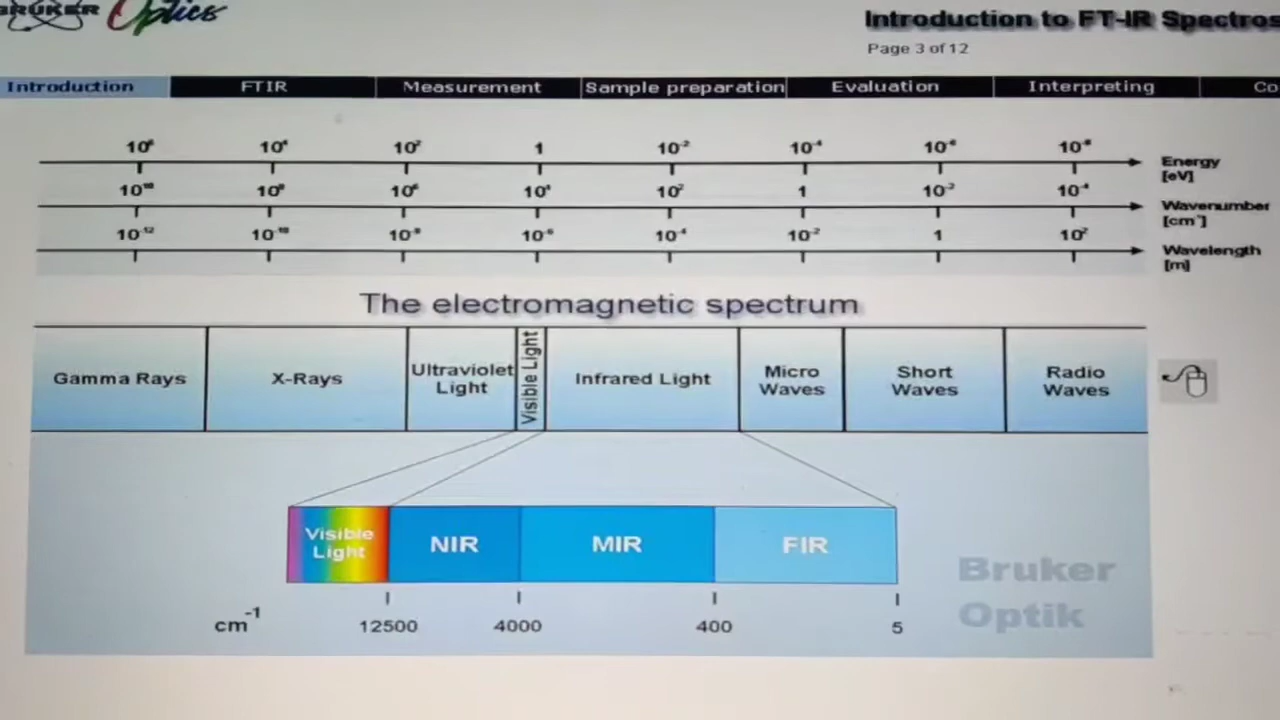 BRUKER Optics
Introduction to FT-IR Spectros
Page 3 of 12
Introduction FTIR Measurement Sample preparation Evaluation Interpreting Co
10⁶ 10⁴ 10² 1 10⁻² 10⁻⁴ 10⁻⁶ 10⁻⁸ Energy [eV]
10¹⁰ 10⁸ 10⁶ 10⁴ 10² 1 10⁻² 10⁻⁴ Wavenumber [cm⁻¹]
10⁻¹² 10⁻¹⁰ 10⁻⁸ 10⁻⁶ 10⁻⁴ 10⁻² 1 10² Wavelength [m]
The electromagnetic spectrum
Gamma Rays X-Rays Ultraviolet Light Visible Light Infrared Light Micro Waves Short Waves Radio Waves
Visible Light NIR MIR FIR
Bruker
Optik
cm⁻¹ 12500 4000 400 5